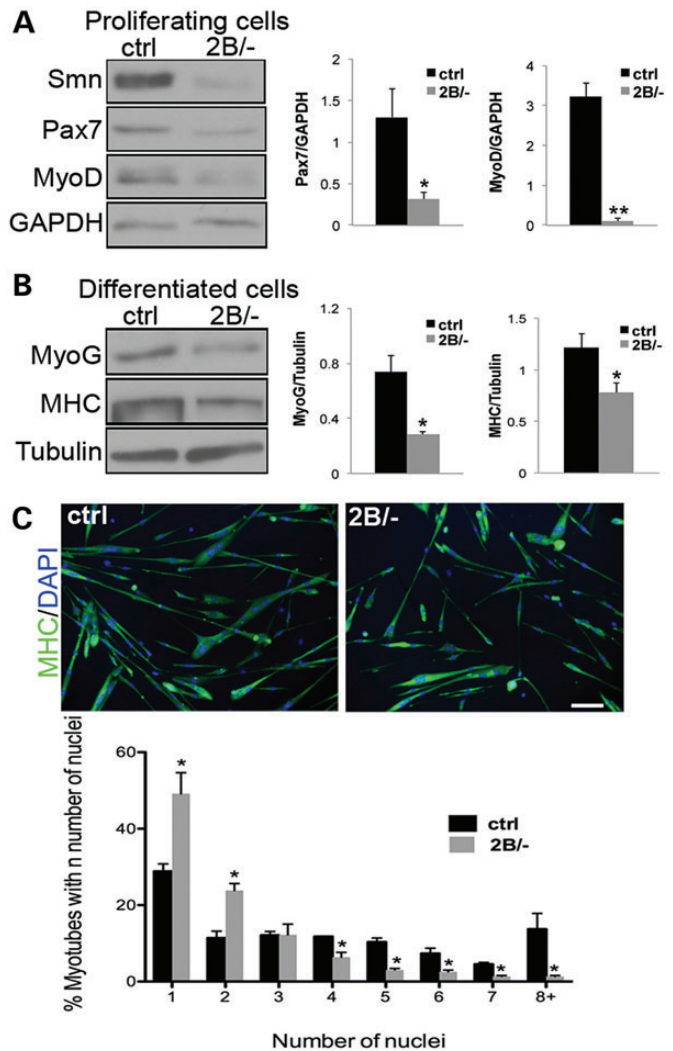 A
Proliferating cells
ctrl 2B/-
Smn
Pax7
MyoD
GAPDH
Pax7/GAPDH
2
1.5
1
0.5
0
ctrl
2B/-
*
MyoD/GAPDH
4
3
2
1
0
ctrl
2B/-
**
B
Differentiated cells
ctrl 2B/-
MyoG
MHC
Tubulin
MyoG/Tubulin
1.2
0.8
0.4
0
ctrl
2B/-
*
MHC/Tubulin
1.5
1
0.5
0
ctrl
2B/-
*
C
MHC/DAPI
ctrl
2B/-
% Myotubes with n number of nuclei
60
40
20
0
* * * * * * *
ctrl
2B/-
1 2 3 4 5 6 7 8+
Number of nuclei